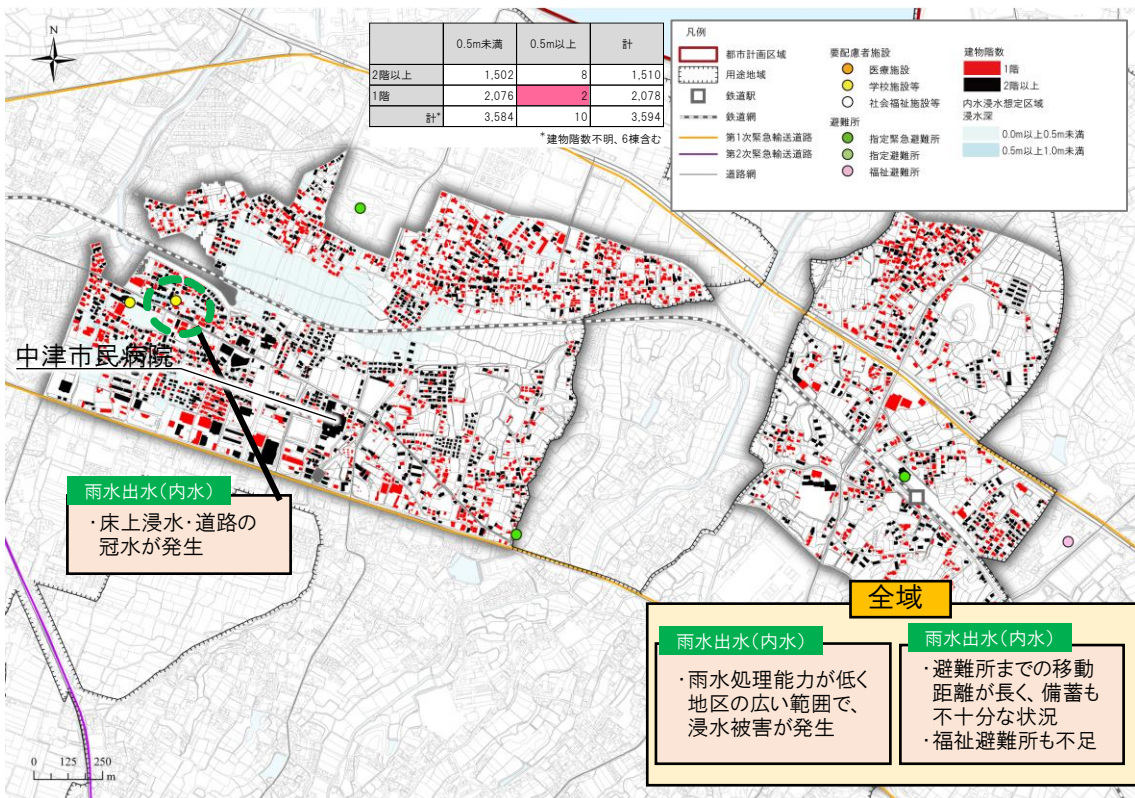 N
0.5m未満 0.5m以上 計
2階以上 1,502 8 1,510
1階 2,076 2 2,078
計* 3,584 10 3,594
*建物階数不明、6棟含む
凡例
都市計画区域
用途地域
鉄道駅
鉄道網
第1次緊急輸送道路
第2次緊急輸送道路
道路網
要配慮者施設
医療施設
学校施設等
社会福祉施設等
避難所
指定緊急避難所
指定避難所
福祉避難所
建物階数
1階
2階以上
内水浸水想定区域
浸水深
0.0m以上0.5m未満
0.5m以上1.0m未満
中津市民病院
雨水出水(内水)
・床上浸水・道路の
冠水が発生
全域
雨水出水(内水)
・雨水処理能力が低く
地区の広い範囲で、
浸水被害が発生
雨水出水(内水)
・避難所までの移動
距離が長く、備蓄も
不十分な状況
・福祉避難所も不足
0 125 250
m